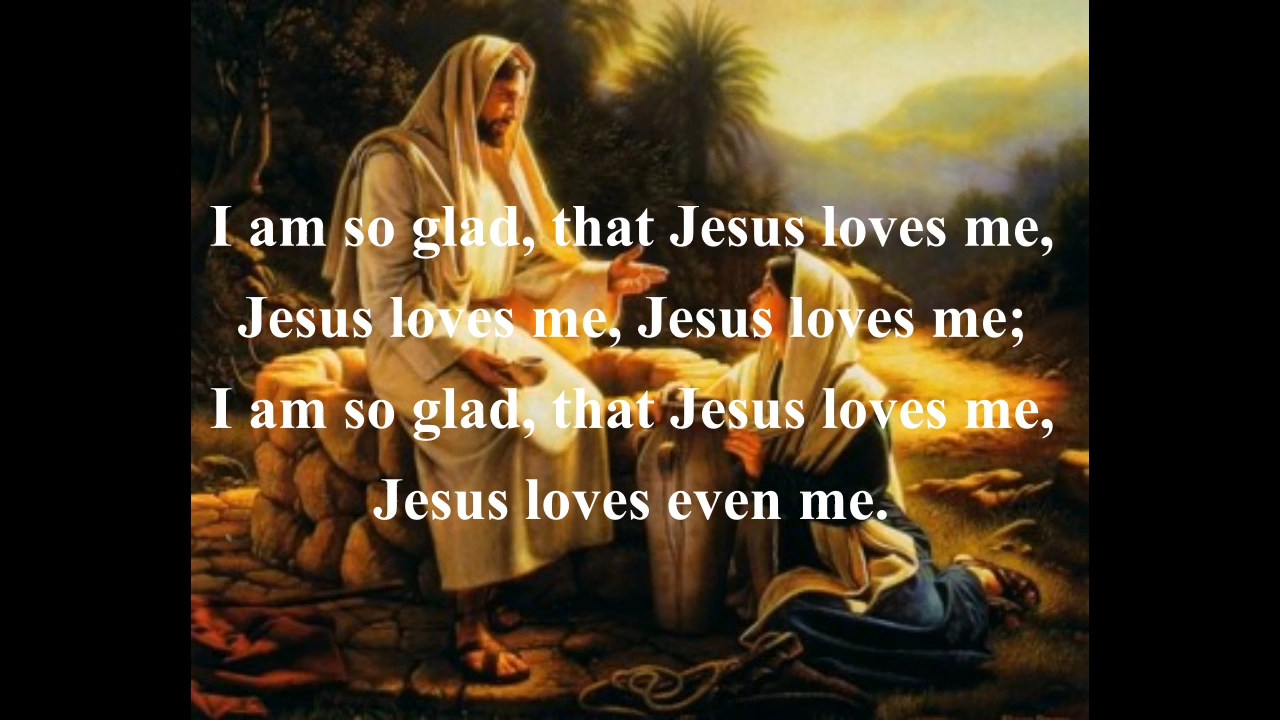 I am so glad, that Jesus loves me,
Jesus loves me, Jesus loves me;
I am so glad, that Jesus loves me,
Jesus loves even me.